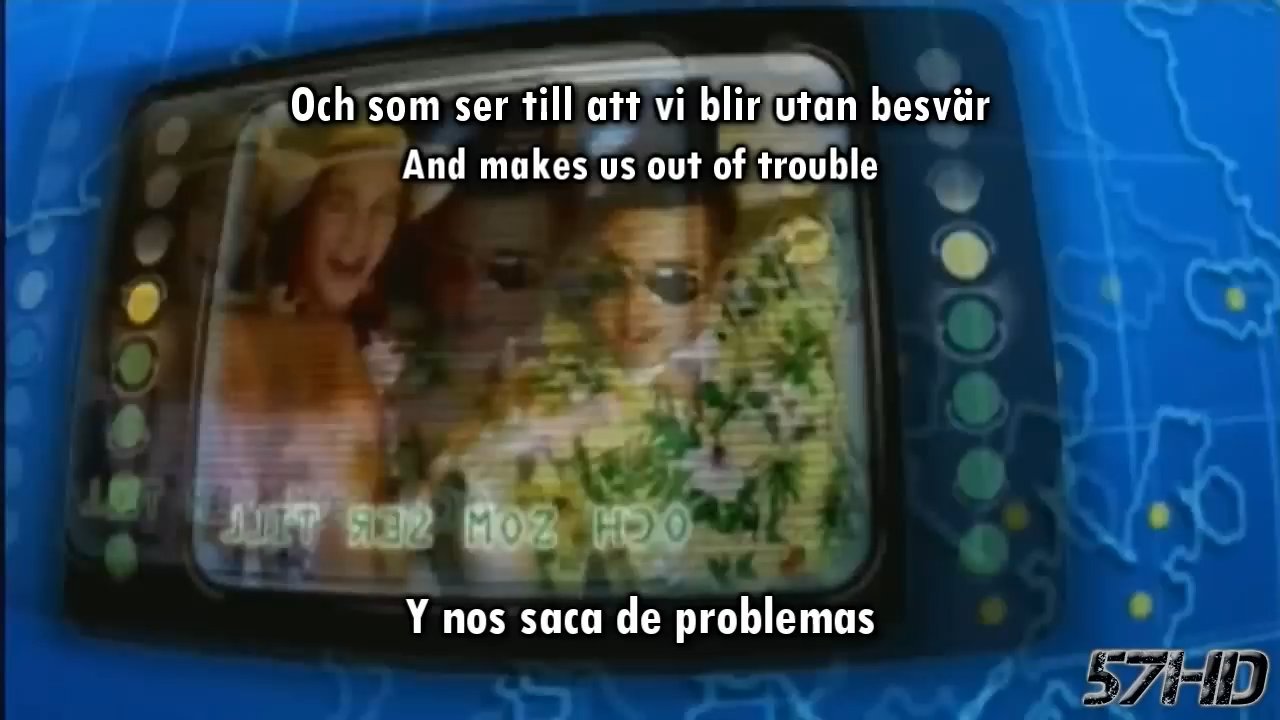 Och som ser till att vi blir utan besvär
And makes us out of trouble
OCH SOM SER TILL
Y nos saca de problemas
57HD